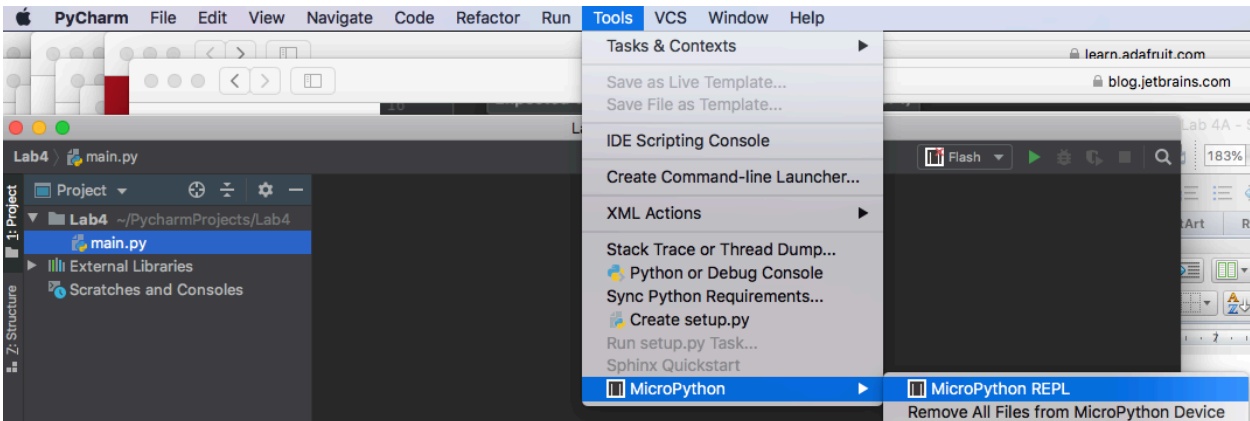 PyCharm File Edit View Navigate Code Refactor Run Tools VCS Window Help
Tasks & Contexts
learn.adafruit.com
Save as Live Template...
blog.jetbrains.com
Save File as Template...
16
Lab 4A - S
IDE Scripting Console
Lab4 main.py
Flash
183%
Create Command-line Launcher...
1: Project
Project
XML Actions
Lab4 ~/PycharmProjects/Lab4
main.py
Stack Trace or Thread Dump...
External Libraries
Python or Debug Console
Scratches and Consoles
Sync Python Requirements...
Z: Structure
Create setup.py
Run setup.py Task...
Sphinx Quickstart
MicroPython
MicroPython REPL
Remove All Files from MicroPython Device